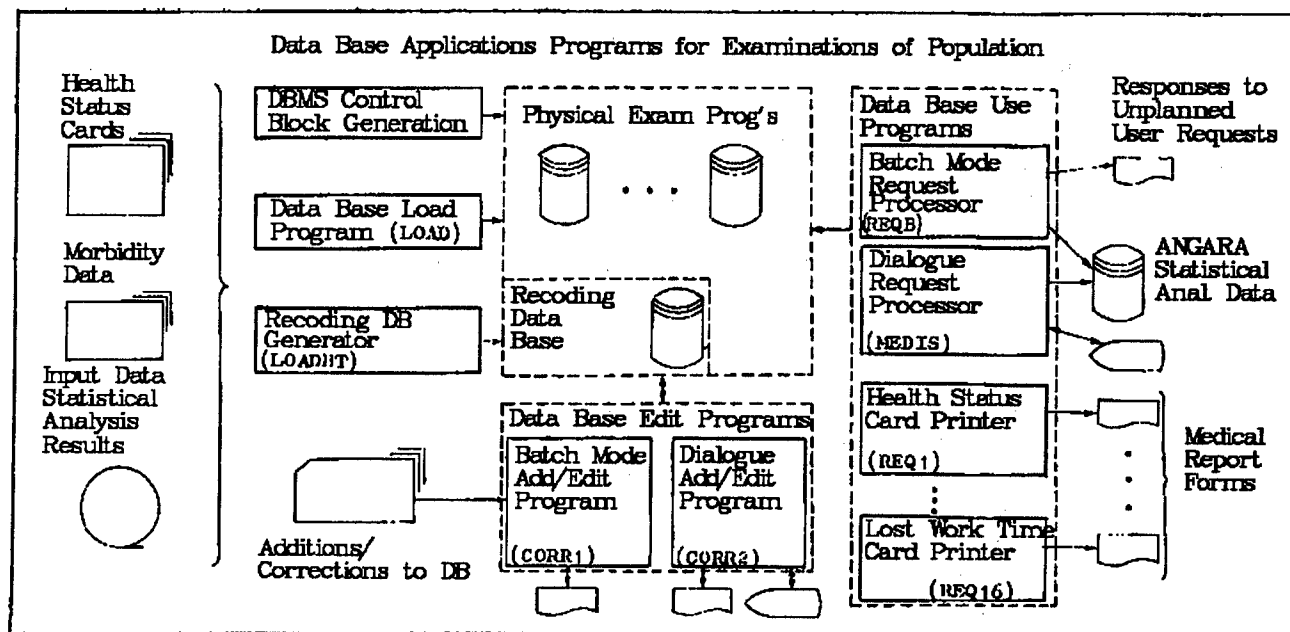 Data Base Applications Programs for Examinations of Population
Health
Status
Cards
Morbidity
Data
Input Data
Statistical
Analysis
Results
DBMS Control
Block Generation
Data Base Load
Program (LOAD)
Recoding DB
Generator
(LOADHT)
Additions/
Corrections to DB
Physical Exam Prog's
. . .
Recoding
Data
Base
Data Base Edit Programs
Batch Mode
Add/Edit
Program
(CORR1)
Dialogue
Add/Edit
Program
(CORR2)
Data Base Use
Programs
Batch Mode
Request
Processor
(REQB)
Dialogue
Request
Processor
(MEDIS)
Health Status
Card Printer
(REQ1)
Lost Work Time
Card Printer
(REQ16)
Responses to
Unplanned
User Requests
ANGARA
Statistical
Anal Data
Medical
Report
Forms